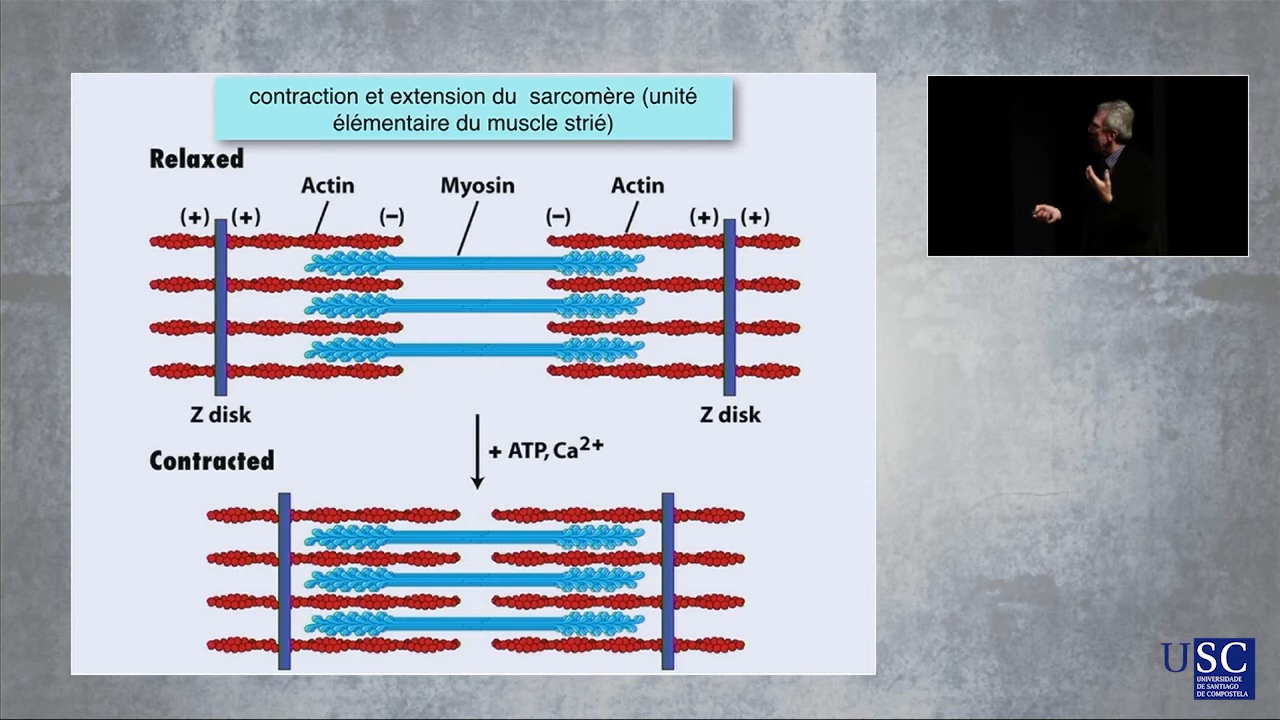 contraction et extension du sarcomère (unité
élémentaire du muscle strié)
Relaxed
Actin Myosin Actin
(+) (+) (−) (−) (+) (+)
Z disk Z disk
+ ATP, Ca2+
Contracted
USC
UNIVERSIDADE
DE SANTIAGO
DE COMPOSTELA